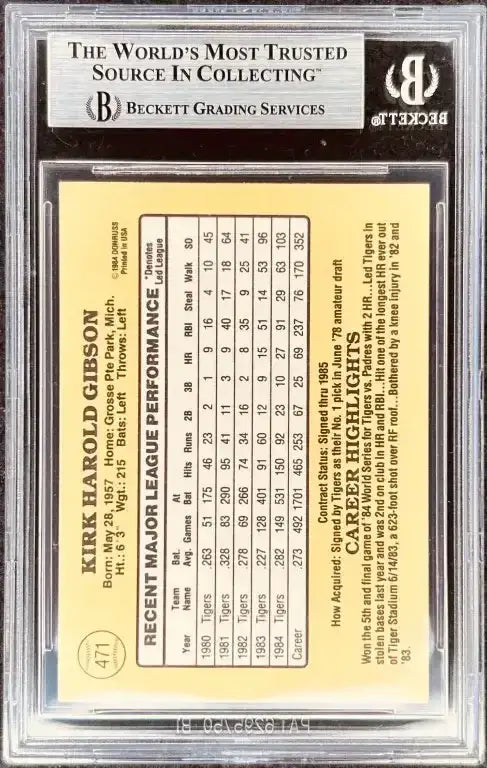 THE WORLD'S MOST TRUSTED
SOURCE IN COLLECTING™
BECKETT GRADING SERVICES
B
BECKETT®
471
KIRK HAROLD GIBSON
©1984 DONRUSS
Printed in USA
Born: May 28, 1957 Home: Grosse Pte Park, Mich.
Ht.: 6'3" Wgt.: 215 Bats: Left Throws: Left
RECENT MAJOR LEAGUE PERFORMANCE *Denotes Led League
Year Team Name Bat. Avg. Games At Bat Hits Runs 2B 3B HR RBI Steal Walk SO
1980 Tigers .263 51 175 46 23 2 1 9 16 4 10 45
1981 Tigers .328 83 290 95 41 11 3 9 40 17 18 64
1982 Tigers .278 69 266 74 34 16 2 8 35 9 25 41
1983 Tigers .227 128 401 91 60 12 9 15 51 14 53 96
1984 Tigers .282 149 531 150 92 23 10 27 91 29 63 103
Career .273 492 1701 465 253 67 25 69 237 76 170 352
Contract Status: Signed thru 1985
How Acquired: Signed by Tigers as their No. 1 pick in June '78 amateur draft
CAREER HIGHLIGHTS
Won the 5th and final game of '84 World Series for Tigers vs. Padres with 2 HR...Led Tigers in
stolen bases last year and was 2nd on club in HR and RBI...Hit one of the longest HR ever out
of Tiger Stadium 6/14/83, a 623-foot shot over RF roof...Bothered by a knee injury in '82 and
'83.